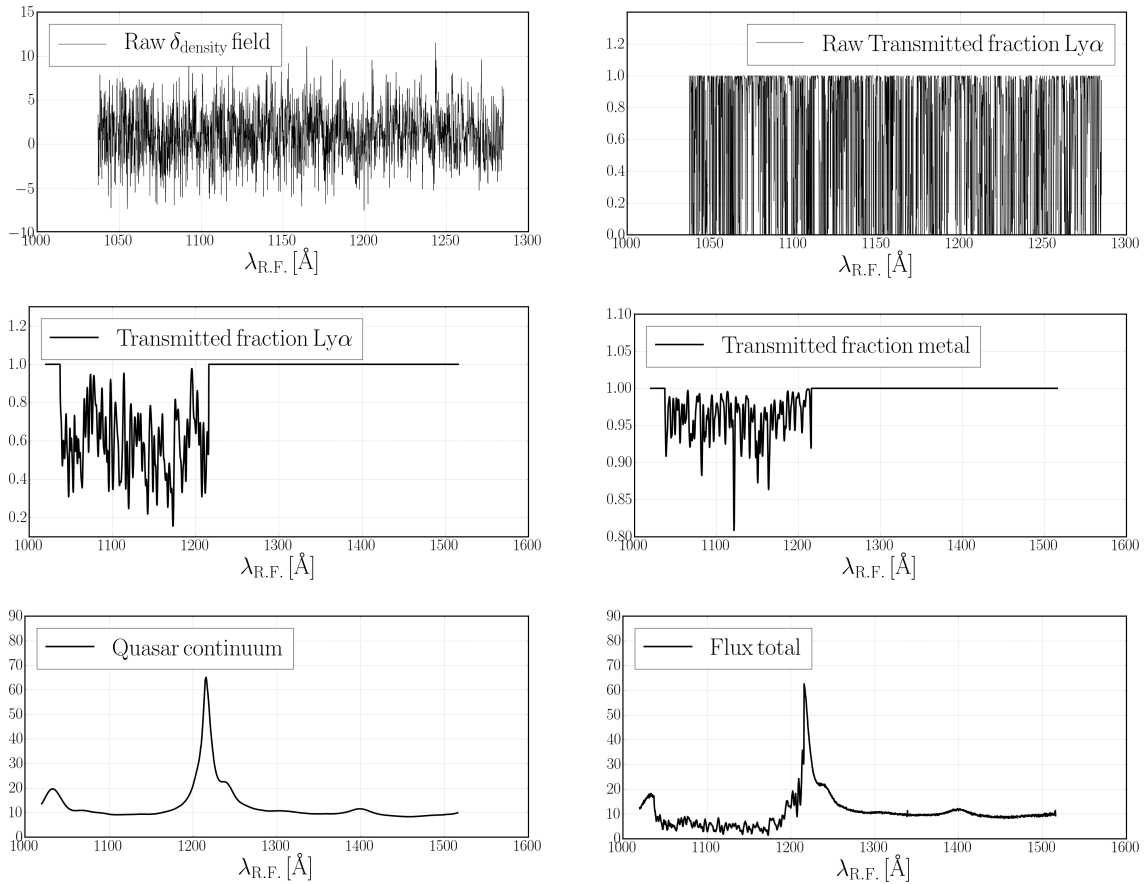 15
10
5
0
−5
−10
Raw δdensity field
1000 1050 1100 1150 1200 1250 1300
λR.F. [Å]
1.2
1.0
0.8
0.6
0.4
0.2
0.0
Raw Transmitted fraction Lyα
1000 1050 1100 1150 1200 1250 1300
λR.F. [Å]
1.2
1.0
0.8
0.6
0.4
0.2
Transmitted fraction Lyα
1000 1100 1200 1300 1400 1500 1600
λR.F. [Å]
1.10
1.05
1.00
0.95
0.90
0.85
0.80
Transmitted fraction metal
1000 1100 1200 1300 1400 1500 1600
λR.F. [Å]
90
80
70
60
50
40
30
20
10
0
Quasar continuum
1000 1100 1200 1300 1400 1500 1600
λR.F. [Å]
90
80
70
60
50
40
30
20
10
0
Flux total
1000 1100 1200 1300 1400 1500 1600
λR.F. [Å]